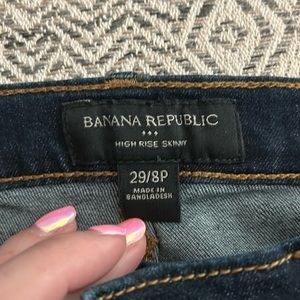 BANANA REPUBLIC
HIGH RISE SKINNY
29/8P
MADE IN
BANGLADESH